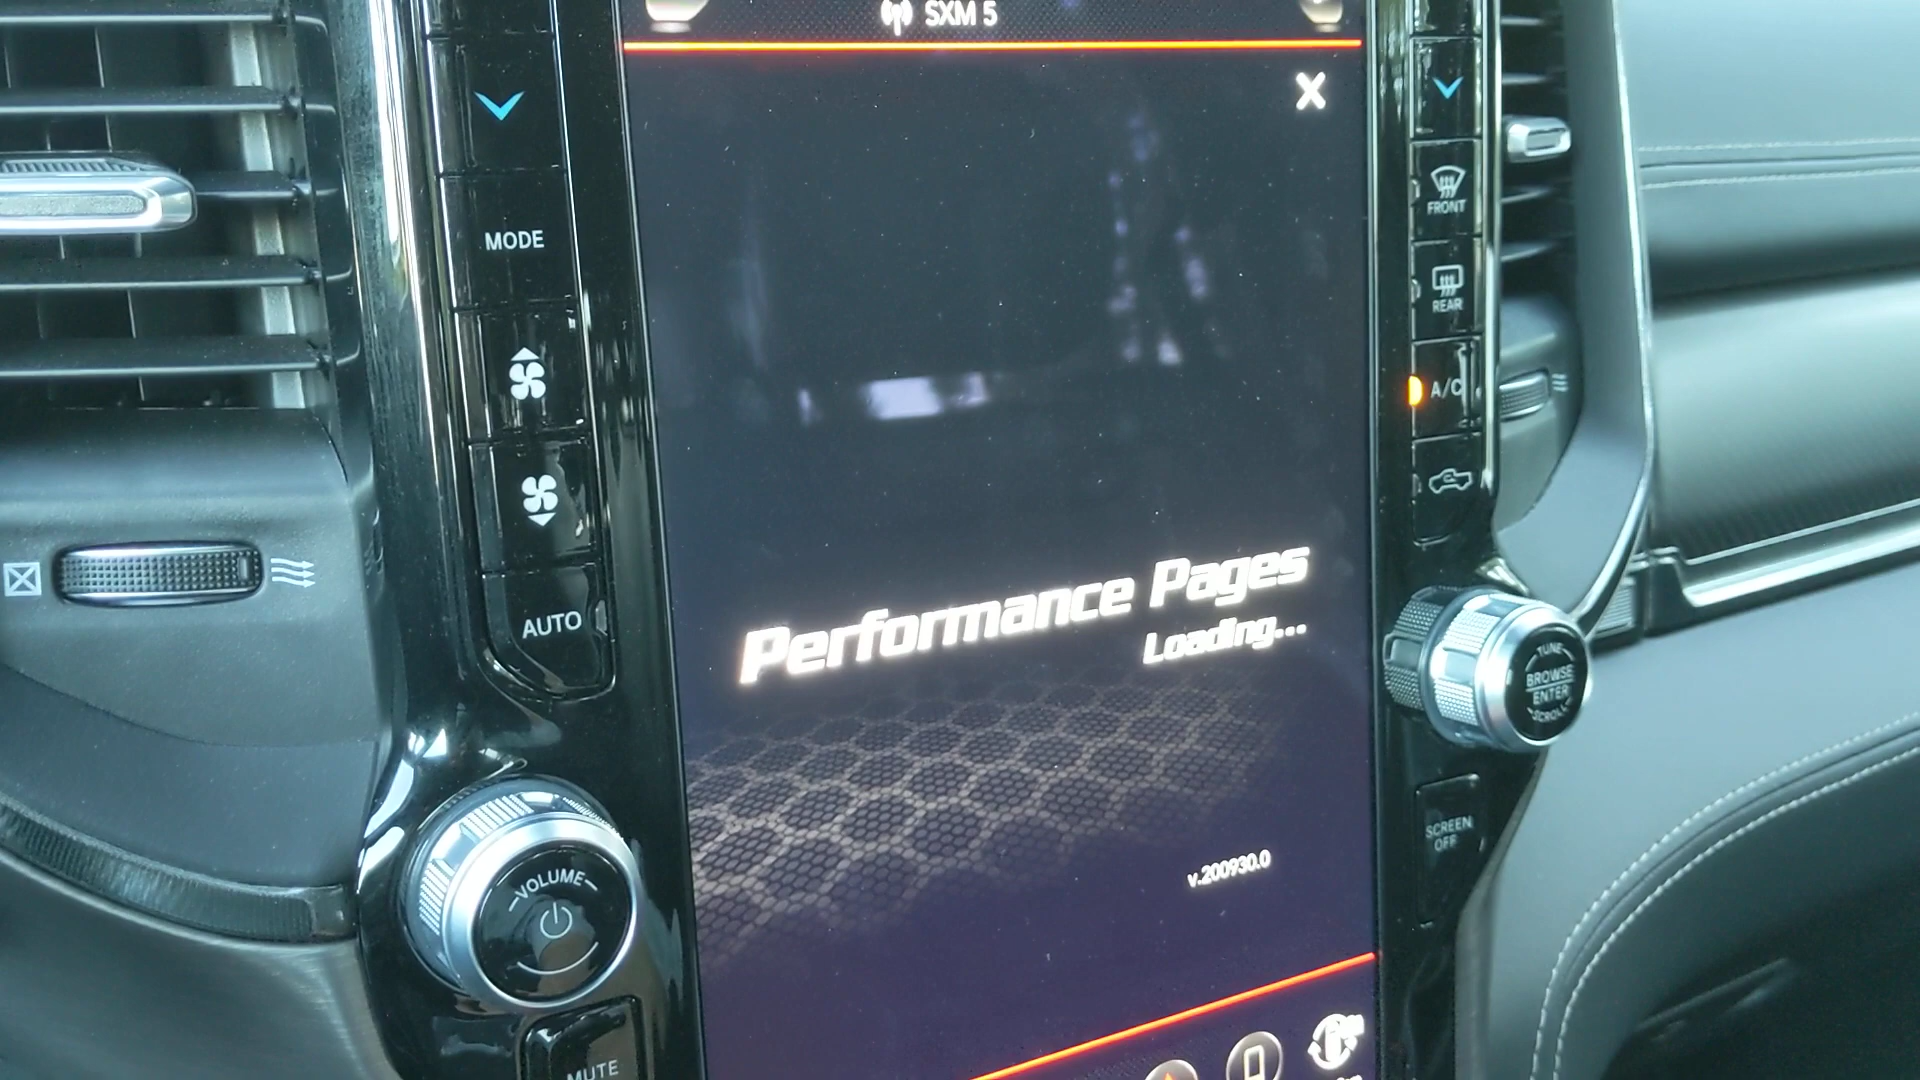 SXM 5
X
MODE
FRONT
REAR
A/C
AUTO
Performance Pages
Loading...
TUNE
BROWSE
ENTER
SCROLL
SCREEN
OFF
v.200930.0
VOLUME
MUTE